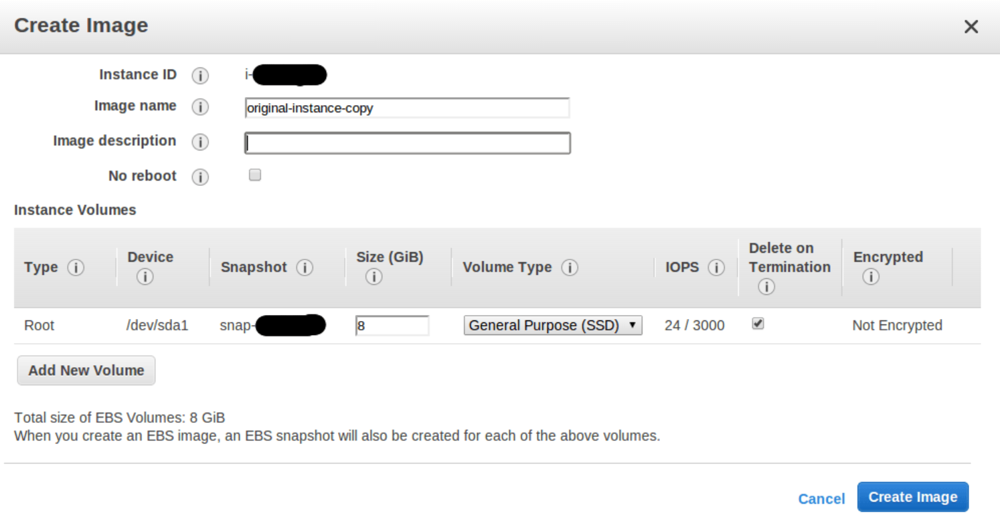 Create Image
Instance ID i-
Image name original-instance-copy
Image description
No reboot
Instance Volumes
Type Device Snapshot Size (GiB) Volume Type IOPS Delete on Termination Encrypted
Root /dev/sda1 snap- 8 General Purpose (SSD) 24 / 3000 Not Encrypted
Add New Volume
Total size of EBS Volumes: 8 GiB
When you create an EBS image, an EBS snapshot will also be created for each of the above volumes.
Cancel Create Image